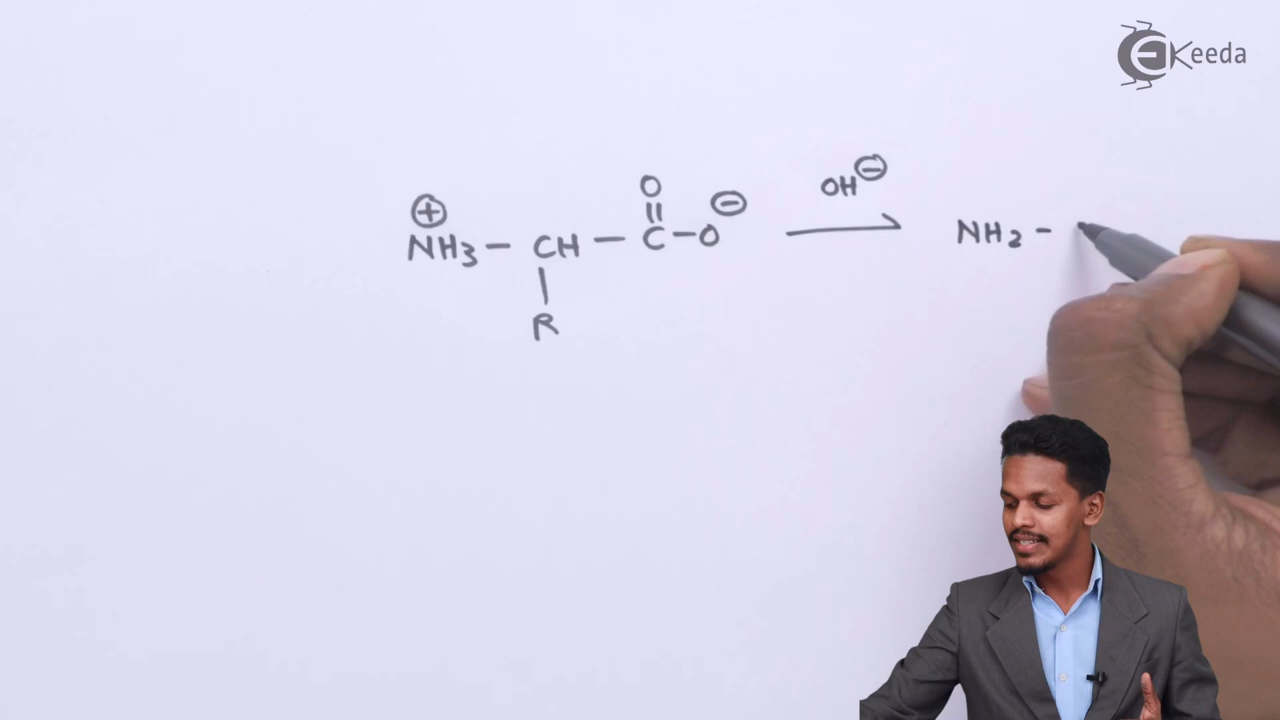 EKeeda
O ⊖ OH ⊖
⊕ ||
NH₃ — CH — C — O ⟶ NH₂ -
|
R